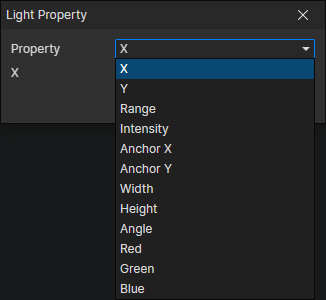 Light Property
Property X
X
X
Y
Range
Intensity
Anchor X
Anchor Y
Width
Height
Angle
Red
Green
Blue